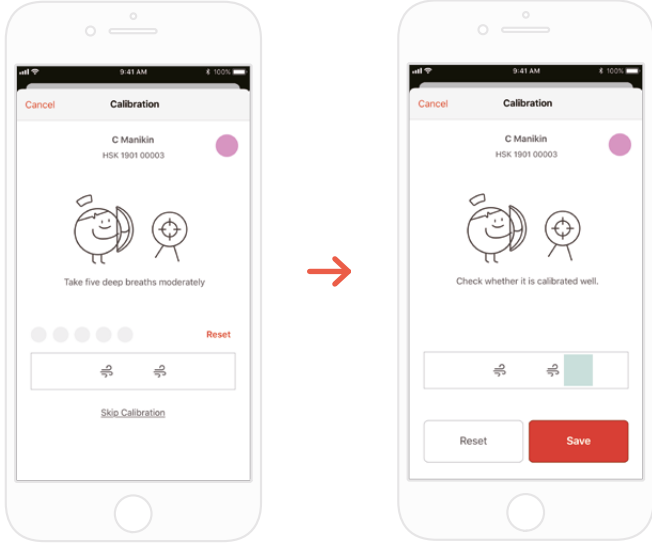 9:41 AM
100%
Cancel
Calibration
C Manikin
HSK 1901 00003
Take five deep breaths moderately
Reset
Skip Calibration
9:41 AM
100%
Cancel
Calibration
C Manikin
HSK 1901 00003
Check whether it is calibrated well.
Reset
Save